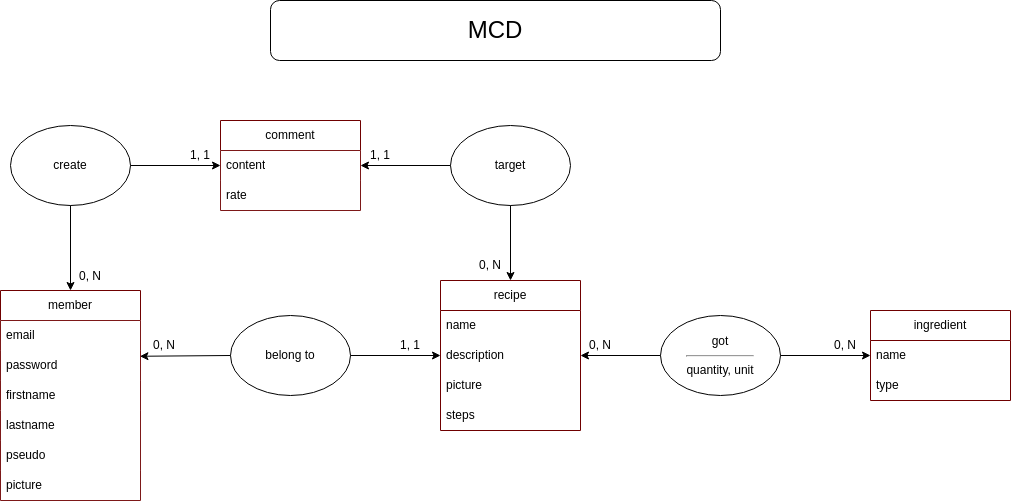 MCD
create
1, 1
comment
content
rate
1, 1
target
0, N
0, N
member
email
password
firstname
lastname
pseudo
picture
0, N
belong to
1, 1
recipe
name
description
picture
steps
0, N
got
quantity, unit
0, N
ingredient
name
type